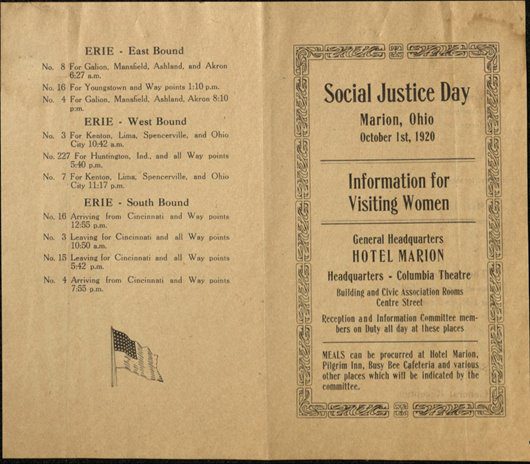 ERIE - East Bound
No. 8 For Galion, Mansfield, Ashland, and Akron
6:27 a.m.
No. 16 For Youngstown and Way points 1:10 p.m.
No. 4 For Galion, Mansfield, Ashland, Akron 8:10
p.m.
ERIE - West Bound
No. 3 For Kenton, Lima, Spencerville, and Ohio
City 10:42 a.m.
No. 227 For Huntington, Ind., and all Way points
5:40 p.m.
No. 7 For Kenton, Lima, Spencerville, and Ohio
City 11:17 p.m.
ERIE - South Bound
No. 16 Arriving from Cincinnati and Way points
12:55 p.m.
No. 3 Leaving for Cincinnati and all Way points
10:50 a.m.
No. 15 Leaving for Cincinnati and all Way points
5:42 p.m.
No. 4 Arriving from Cincinnati and Way points
7:55 p.m.
Social Justice Day
Marion, Ohio
October 1st, 1920
Information for
Visiting Women
General Headquarters
HOTEL MARION
Headquarters - Columbia Theatre
Building and Civic Association Rooms
Centre Street
Reception and Information Committee mem-
bers on Duty all day at these places
MEALS can be procurred at Hotel Marion,
Pilgrim Inn, Busy Bee Cafeteria and various
other places which will be indicated by the
committee.